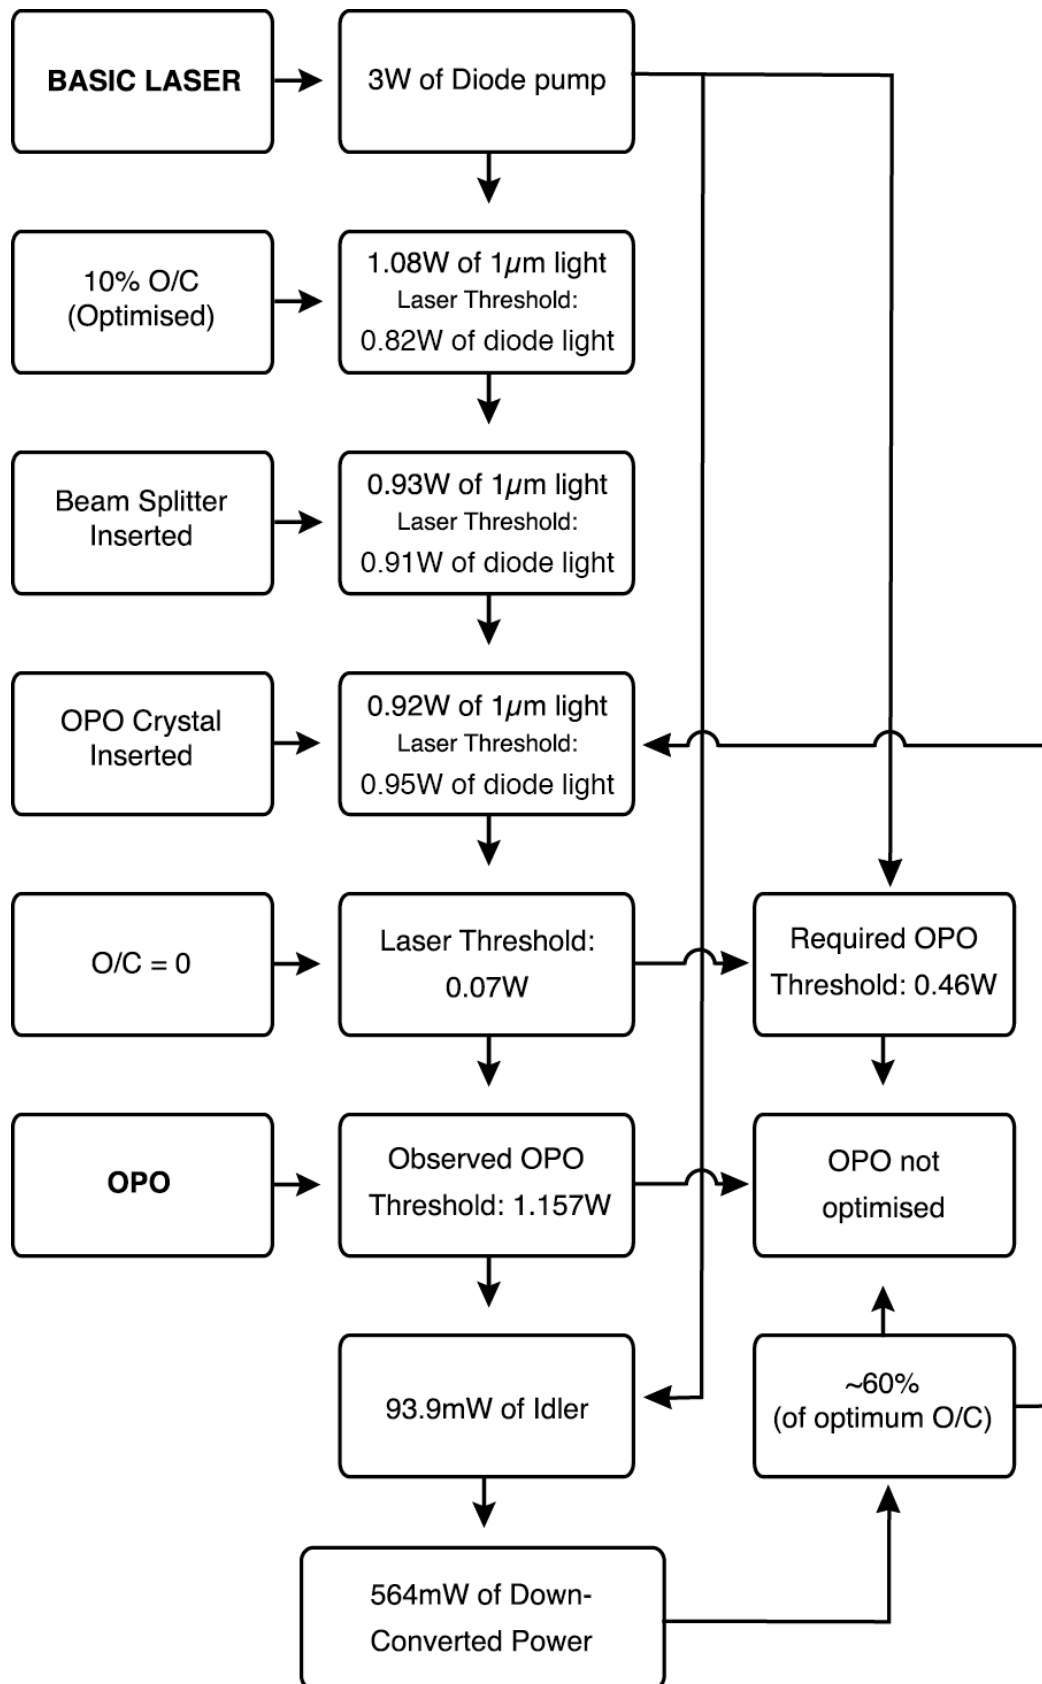 BASIC LASER
3W of Diode pump
10% O/C
(Optimised)
1.08W of 1µm light
Laser Threshold:
0.82W of diode light
Beam Splitter
Inserted
0.93W of 1µm light
Laser Threshold:
0.91W of diode light
OPO Crystal
Inserted
0.92W of 1µm light
Laser Threshold:
0.95W of diode light
O/C = 0
Laser Threshold:
0.07W
Required OPO
Threshold: 0.46W
OPO
Observed OPO
Threshold: 1.157W
OPO not
optimised
93.9mW of Idler
~60%
(of optimum O/C)
564mW of Down-
Converted Power